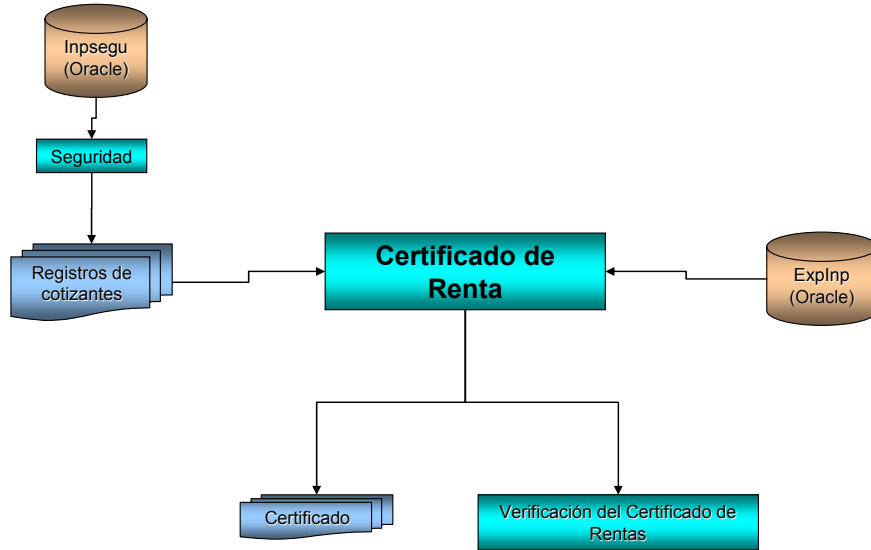 Inpsegu
(Oracle)
Seguridad
Registros de
cotizantes
Certificado de
Renta
ExpInp
(Oracle)
Certificado
Verificación del Certificado de
Rentas